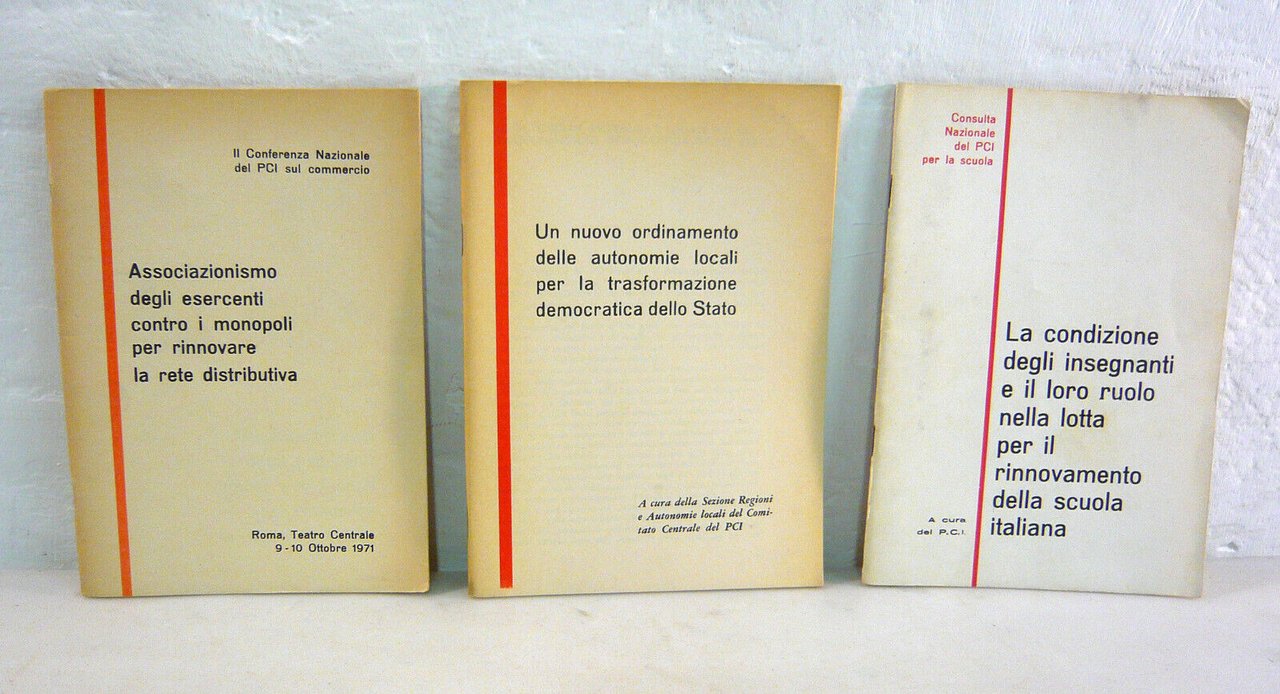 II Conferenza Nazionale
del PCI sul commercio
Associazionismo
degli esercenti
contro i monopoli
per rinnovare
la rete distributiva
Roma, Teatro Centrale
9-10 Ottobre 1971
Un nuovo ordinamento
delle autonomie locali
per la trasformazione
democratica dello Stato
A cura della Sezione Regioni
e Autonomie locali del Comi-
tato Centrale del PCI
Consulta
Nazionale
del PCI
per la scuola
La condizione
degli insegnanti
e il loro ruolo
nella lotta
per il
rinnovamento
della scuola
italiana
A cura
del P.C.I.